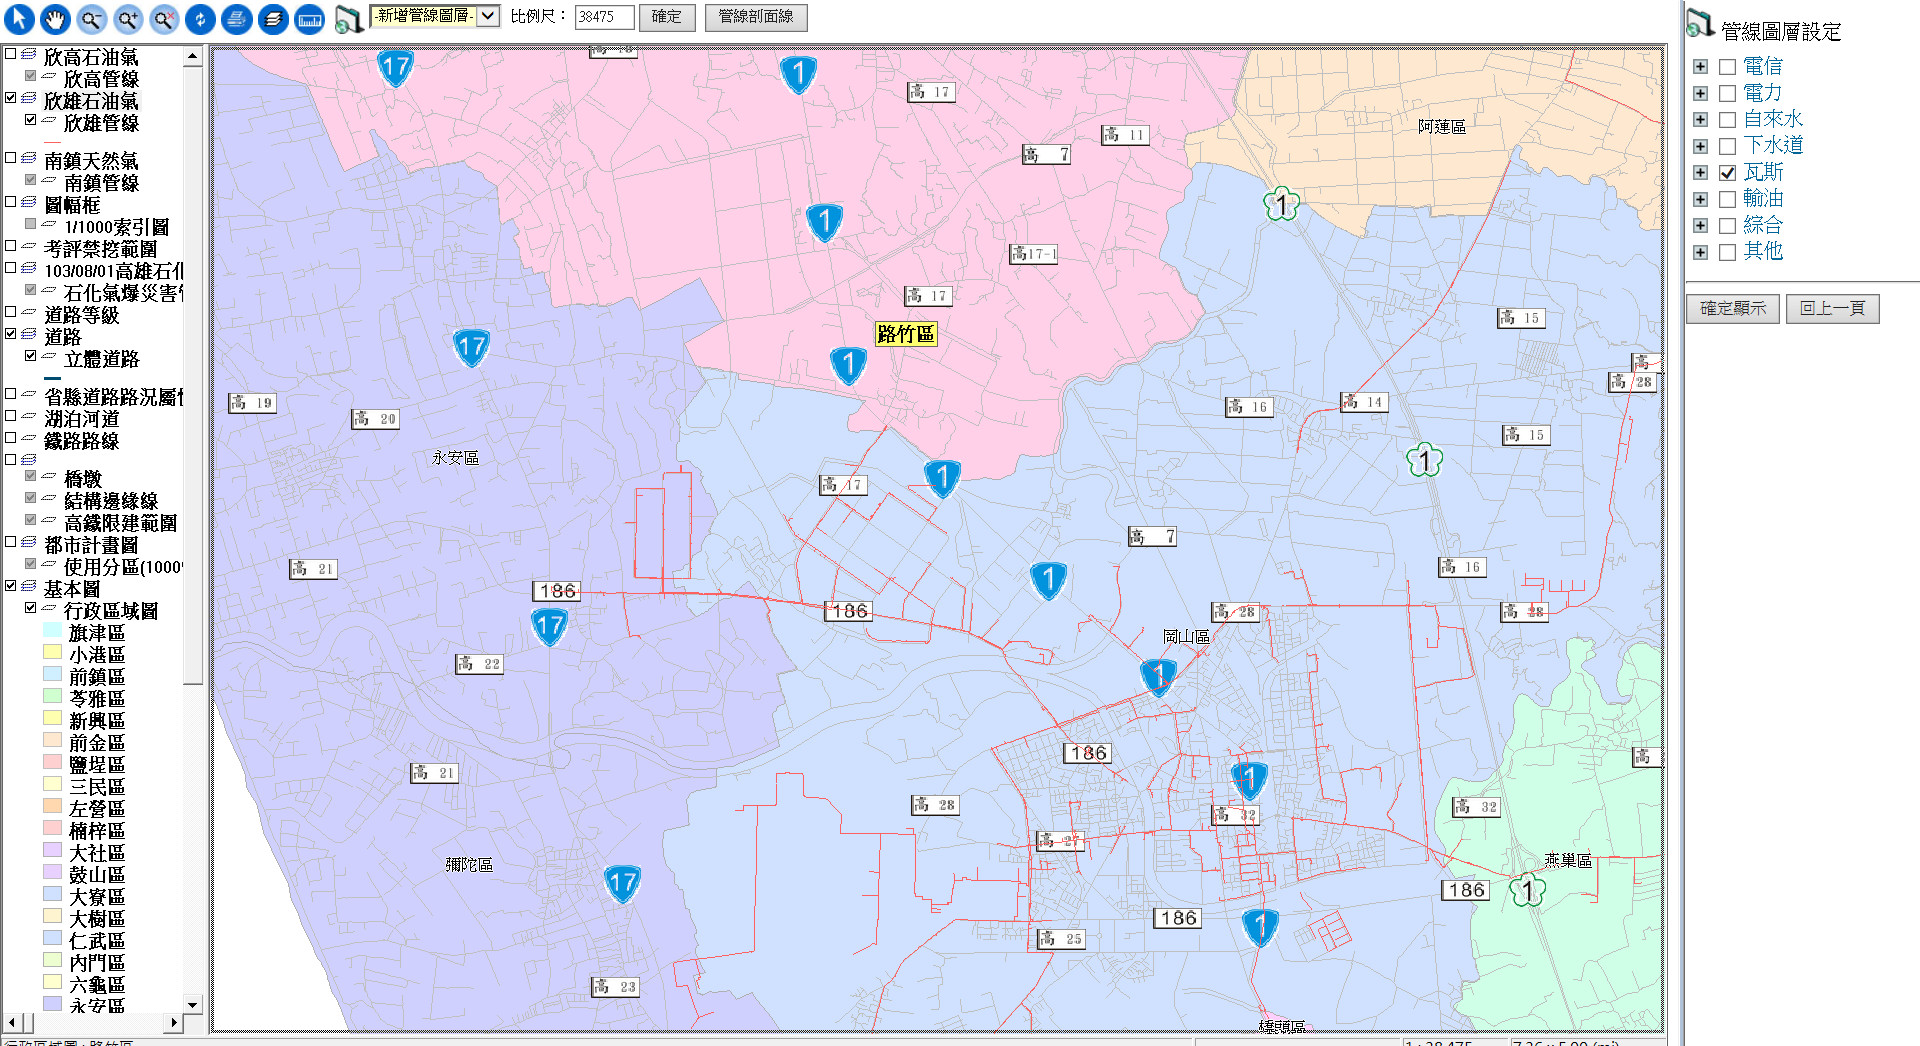 -新增管線圖層-
比例尺：
38475
確定
管線剖面線
欣高石油氣
欣高管線
欣雄石油氣
欣雄管線
南鎮天然氣
南鎮管線
圖幅框
1/1000索引圖
考評禁挖範圍
103/08/01高雄石化
石化氣爆災害
道路等級
道路
立體道路
省縣道路路況屬
湖泊河道
鐵路路線
橋墩
結構邊緣線
高鐵限建範圍
都市計畫圖
使用分區(1000
基本圖
行政區域圖
旗津區
小港區
前鎮區
苓雅區
新興區
前金區
鹽埕區
三民區
左營區
楠梓區
大社區
鼓山區
大寮區
大樹區
仁武區
內門區
六龜區
永安區
17
1
高 17
高 11
高 7
阿蓮區
1
1
高17-1
高 17
路竹區
高 15
17
1
高
高 28
高 19
高 20
高 16
高 14
高 15
永安區
1
高 17
1
高 7
高 21
高 16
186
1
186
高 28
高 28
17
岡山區
高 22
1
186
高
高 21
1
高 28
高 32
高 32
高
彌陀區
燕巢區
17
186
1
186
1
高 25
高 23
橋頭區
管線圖層設定
電信
電力
自來水
下水道
瓦斯
輸油
綜合
其他
確定顯示
回上一頁
行政區域圖：路竹區
1 : 38,475